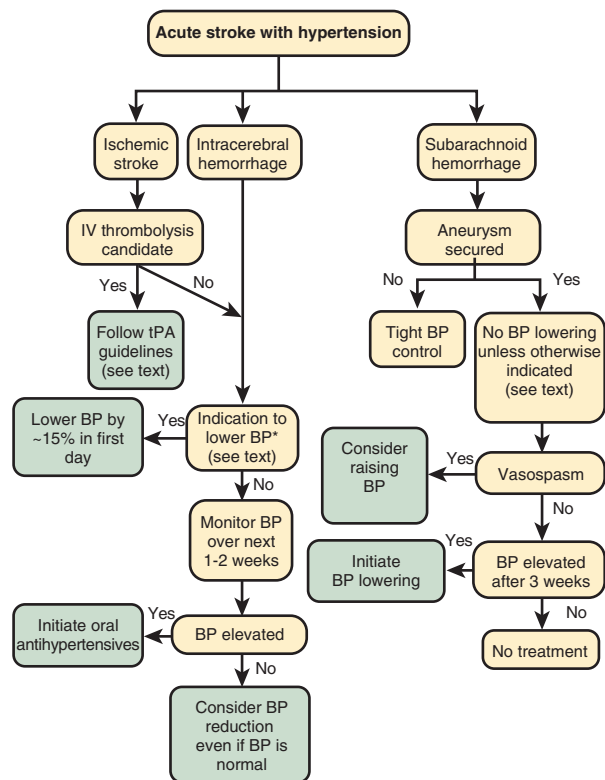 Acute stroke with hypertension
Ischemic
stroke
Intracerebral
hemorrhage
Subarachnoid
hemorrhage
IV thrombolysis
candidate
Aneurysm
secured
Yes
No
No
Yes
Follow tPA
guidelines
(see text)
Tight BP
control
No BP lowering
unless otherwise
indicated
(see text)
Lower BP by
~15% in first
day
Yes
Indication to
lower BP*
(see text)
No
Consider
raising
BP
Yes
Vasospasm
No
Monitor BP
over next
1-2 weeks
Initiate
BP lowering
Yes
BP elevated
after 3 weeks
No
No treatment
Initiate oral
antihypertensives
Yes
BP elevated
No
Consider BP
reduction
even if BP is
normal